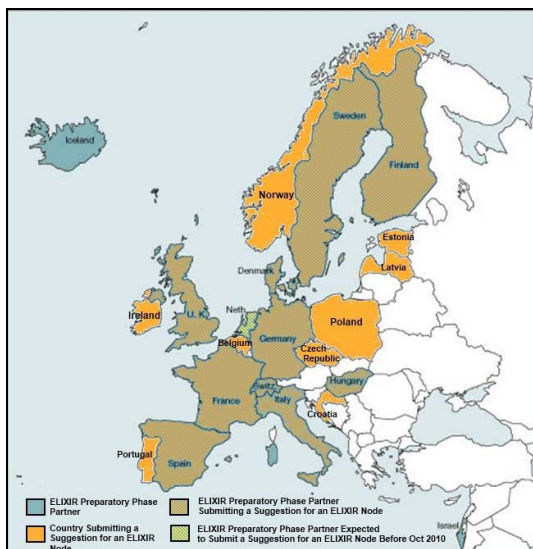 Iceland
Sweden
Finland
Norway
Estonia
Latvia
Denmark
Ireland
U. K.
Neth.
Belgium
Germany
Poland
Czech
Republic
France
Switz
Italy
Hungary
Croatia
Portugal
Spain
Israel
ELIXIR Preparatory Phase
Partner
ELIXIR Preparatory Phase Partner
Submitting a Suggestion for an ELIXIR Node
Country Submitting a
Suggestion for an ELIXIR
Node
ELIXIR Preparatory Phase Partner Expected
to Submit a Suggestion for an ELIXIR Node Before Oct 2010